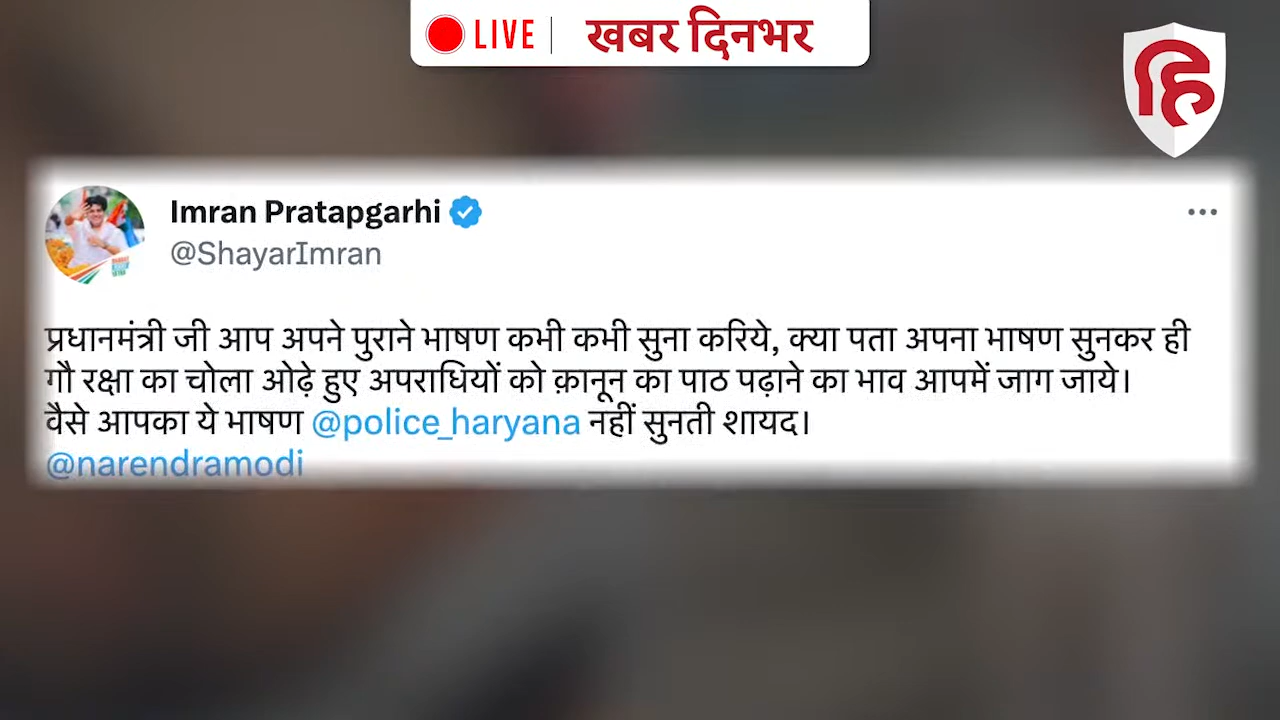 LIVE | खबर दिनभर
हि
Imran Pratapgarhi
@ShayarImran
प्रधानमंत्री जी आप अपने पुराने भाषण कभी कभी सुना करिये, क्या पता अपना भाषण सुनकर ही
गौ रक्षा का चोला ओढ़े हुए अपराधियों को क़ानून का पाठ पढ़ाने का भाव आपमें जाग जाये।
वैसे आपका ये भाषण @police_haryana नहीं सुनती शायद।
@narendramodi